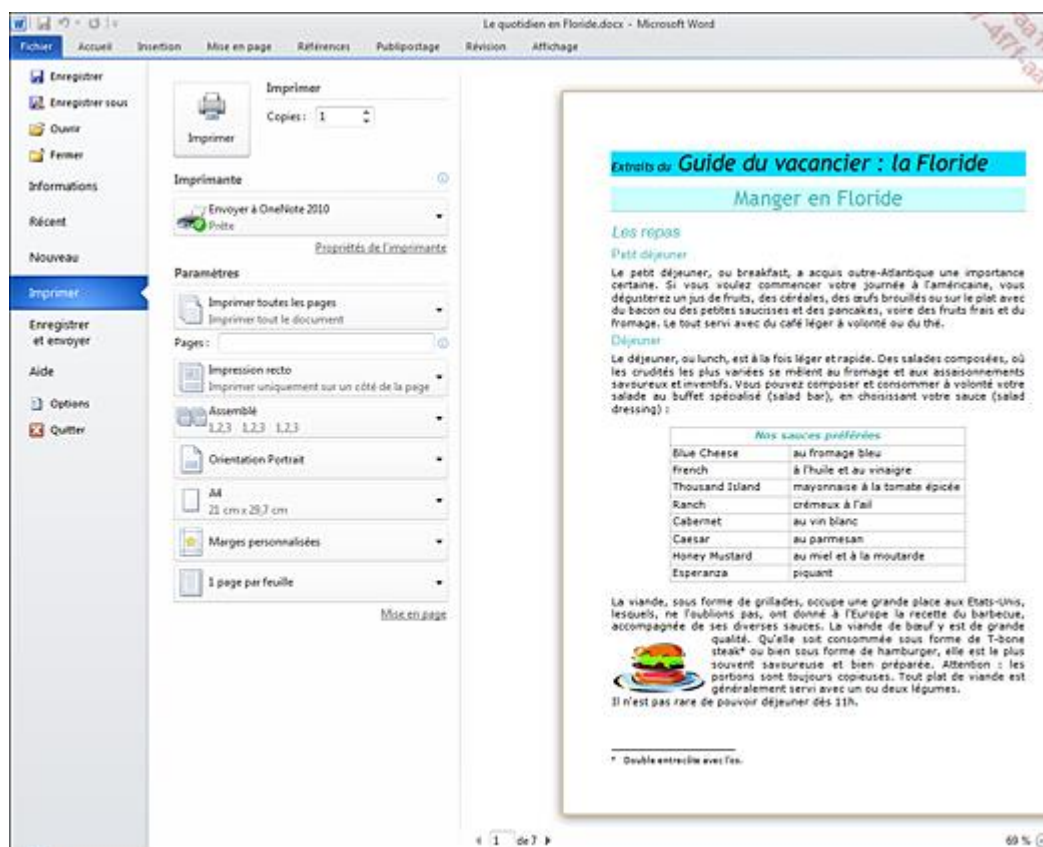 Le quotidien en Floride.docx - Microsoft Word
Fichier Accueil Insertion Mise en page Références Publipostage Révision Affichage
Enregistrer
Enregistrer sous
Ouvrir
Fermer
Informations
Récent
Nouveau
Imprimer
Enregistrer
et envoyer
Aide
Options
Quitter
Imprimer
Imprimer
Copies : 1
Imprimante
Envoyer à OneNote 2010
Prête
Propriétés de l'imprimante
Paramètres
Imprimer toutes les pages
Imprimer tout le document
Pages :
Impression recto
Imprimer uniquement sur un côté de la page
Assemblé
1,2,3 1,2,3 1,2,3
Orientation Portrait
A4
21 cm x 29,7 cm
Marges personnalisées
1 page par feuille
Mise en page
Extraits du Guide du vacancier : la Floride
Manger en Floride
Les repas
Petit déjeuner
Le petit déjeuner, ou breakfast, a acquis outre-Atlantique une importance
certaine. Si vous voulez commencer votre journée à l'américaine, vous
dégusterez un jus de fruits, des céréales, des œufs brouillés ou sur le plat avec
du bacon ou des petites saucisses et des pancakes, voire des fruits frais et du
fromage. Le tout servi avec du café léger à volonté ou du thé.
Déjeuner
Le déjeuner, ou lunch, est à la fois léger et rapide. Des salades composées, où
les crudités les plus variées se mêlent au fromage et aux assaisonnements
savoureux et inventifs. Vous pouvez composer et consommer à volonté votre
salade au buffet spécialisé (salad bar), en choisissant votre sauce (salad
dressing) :
Nos sauces préférées
Blue Cheese au fromage bleu
French à l'huile et au vinaigre
Thousand Island mayonnaise à la tomate épicée
Ranch crémeux à l'ail
Cabernet au vin blanc
Caesar au parmesan
Honey Mustard au miel et à la moutarde
Esperanza piquant
La viande, sous forme de grillades, occupe une grande place aux Etats-Unis,
lesquels, ne l'oublions pas, ont donné à l'Europe la recette du barbecue,
accompagnée de ses diverses sauces. La viande de bœuf y est de grande
qualité. Qu'elle soit consommée sous forme de T-bone
steak* ou bien sous forme de hamburger, elle est le plus
souvent savoureuse et bien préparée. Attention : les
portions sont toujours copieuses. Tout plat de viande est
généralement servi avec un ou deux légumes.
Il n'est pas rare de pouvoir déjeuner dès 11h.
* Double entrecôte avec l'os.
1 de 7
69 %